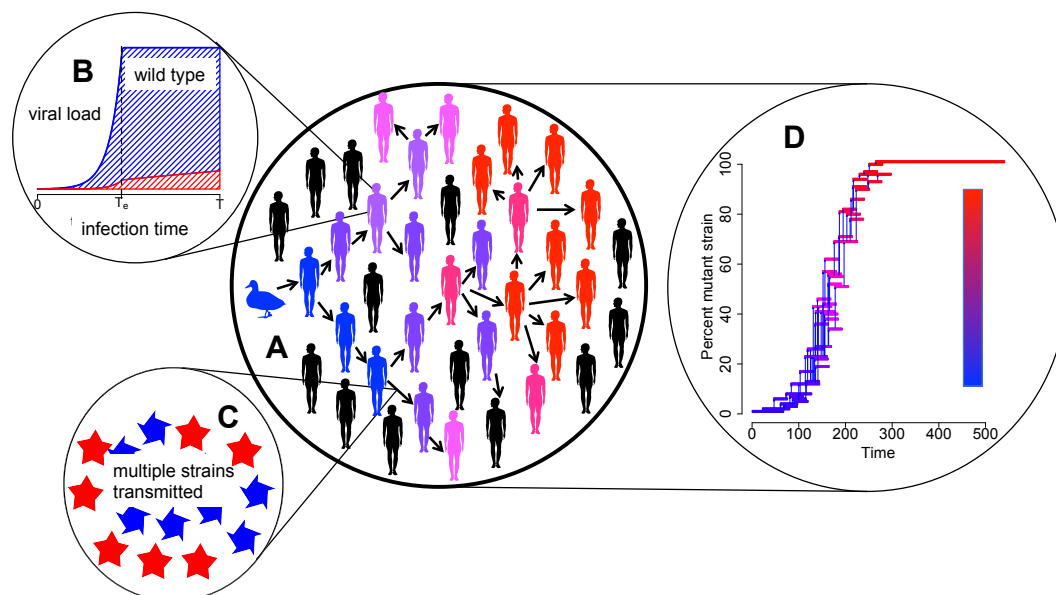 B
wild type
viral load
0
Te
T
infection time
A
C
multiple strains
transmitted
D
Percent mutant strain
100
80
60
40
20
0
0 100 200 300 400 500
Time